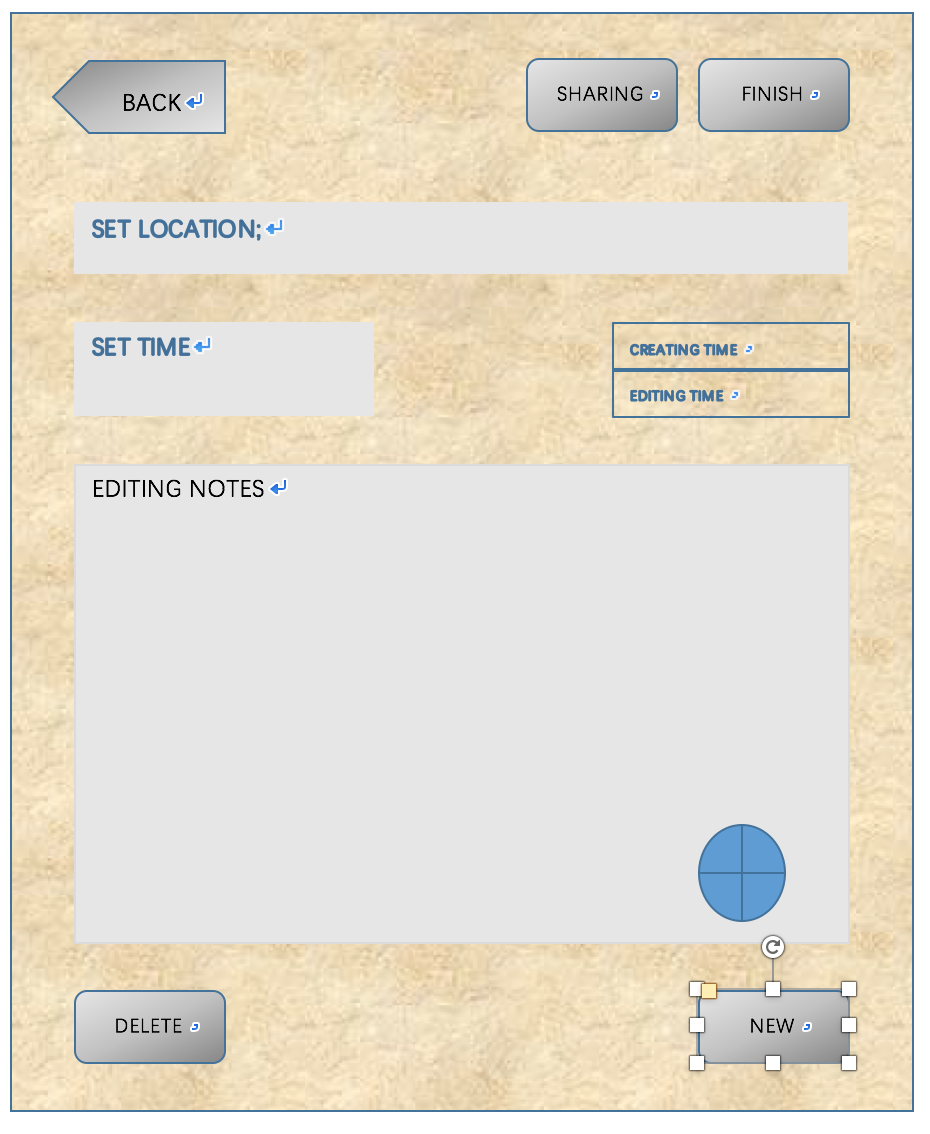 BACK
SHARING
FINISH
SET LOCATION;
SET TIME
CREATING TIME
EDITING TIME
EDITING NOTES
DELETE
NEW